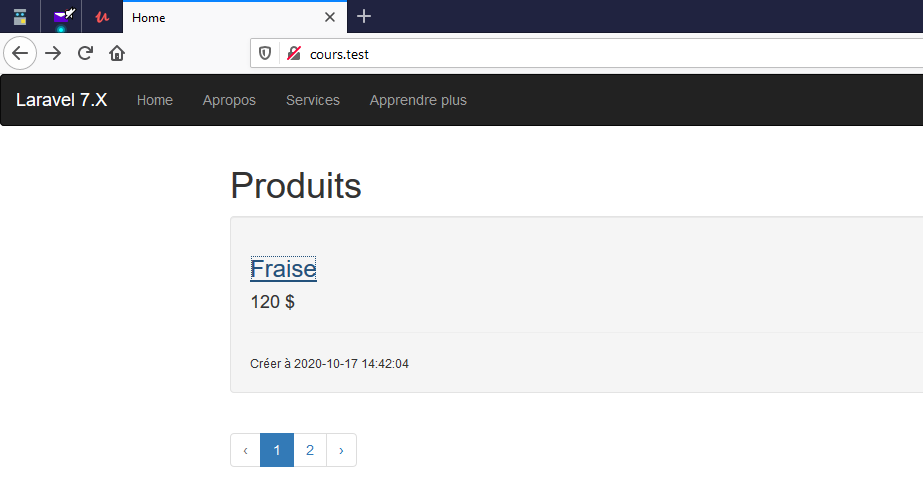 Home
cours.test
Laravel 7.X Home Apropos Services Apprendre plus
Produits
Fraise
120 $
Créer à 2020-10-17 14:42:04
‹ 1 2 ›